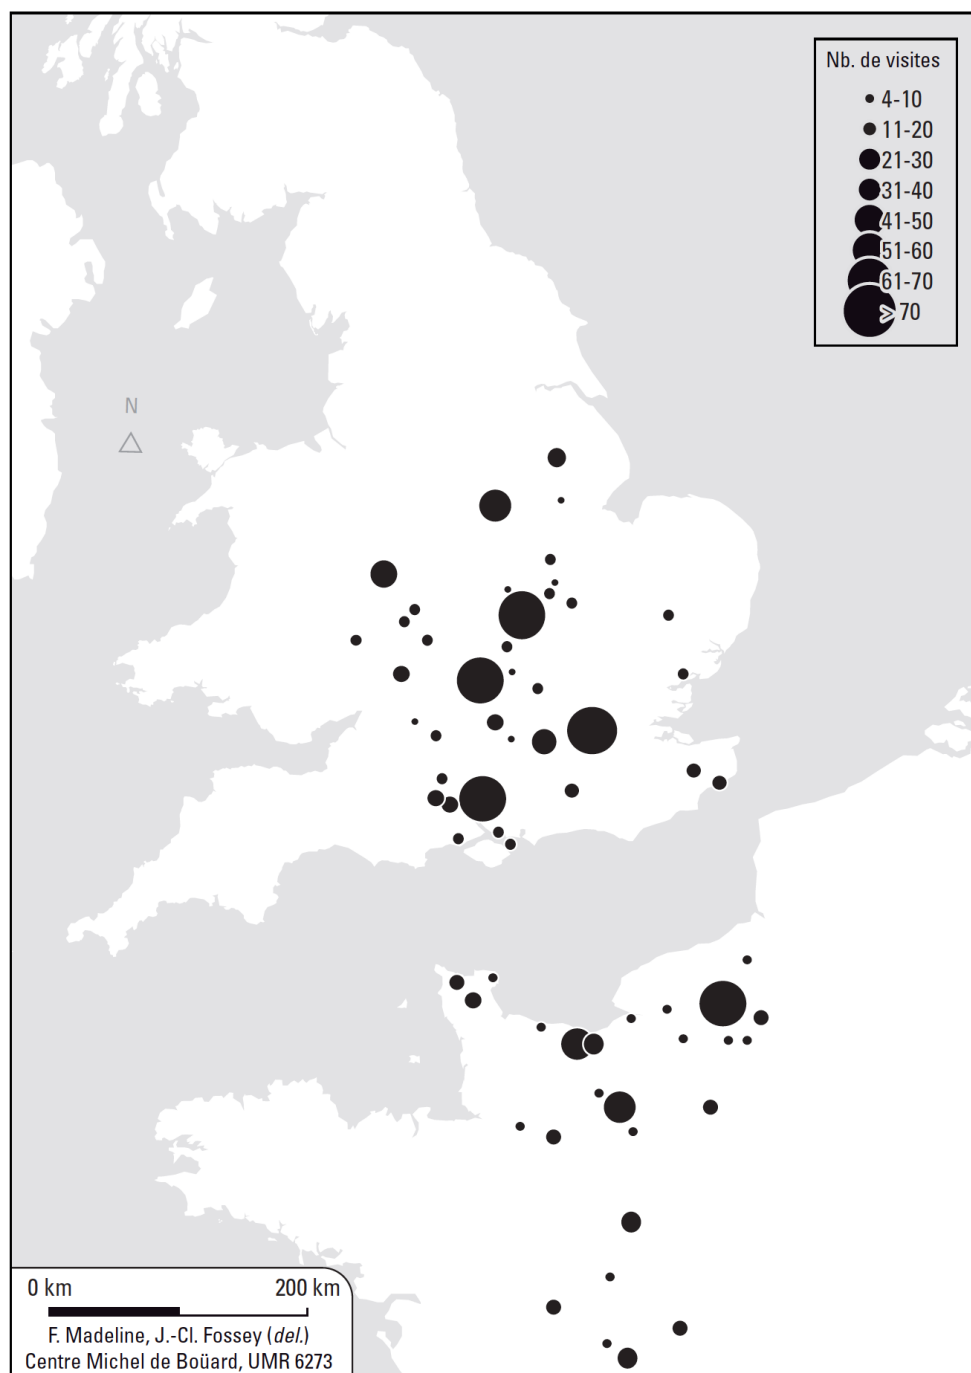 Nb. de visites
4-10
11-20
21-30
31-40
41-50
51-60
61-70
> 70
N
0 km 200 km
F. Madeline, J.-Cl. Fossey (del.)
Centre Michel de Boüard, UMR 6273